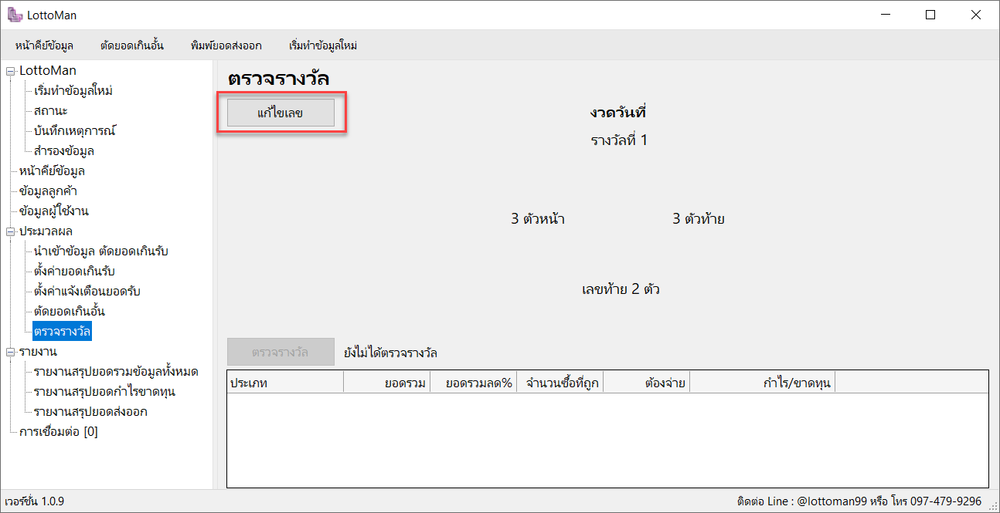 LottoMan
หน้าคีย์ข้อมูล ตัดยอดเกินอั้น พิมพ์ยอดส่งออก เริ่มทำข้อมูลใหม่
LottoMan
เริ่มทำข้อมูลใหม่
สถานะ
บันทึกเหตุการณ์
สำรองข้อมูล
หน้าคีย์ข้อมูล
ข้อมูลลูกค้า
ข้อมูลผู้ใช้งาน
ประมวลผล
นำเข้าข้อมูล ตัดยอดเกินรับ
ตั้งค่ายอดเกินรับ
ตั้งค่าแจ้งเตือนยอดรับ
ตัดยอดเกินอั้น
ตรวจรางวัล
รายงาน
รายงานสรุปยอดรวมข้อมูลทั้งหมด
รายงานสรุปยอดกำไรขาดทุน
รายงานสรุปยอดส่งออก
การเชื่อมต่อ [0]
ตรวจรางวัล
แก้ไขเลข
งวดวันที่
รางวัลที่ 1
3 ตัวหน้า 3 ตัวท้าย
เลขท้าย 2 ตัว
ตรวจรางวัล ยังไม่ได้ตรวจรางวัล
ประเภท ยอดรวม ยอดรวมลด% จำนวนซื้อที่ถูก ต้องจ่าย กำไร/ขาดทุน
เวอร์ชั่น 1.0.9 ติดต่อ Line : @lottoman99 หรือ โทร 097-479-9296